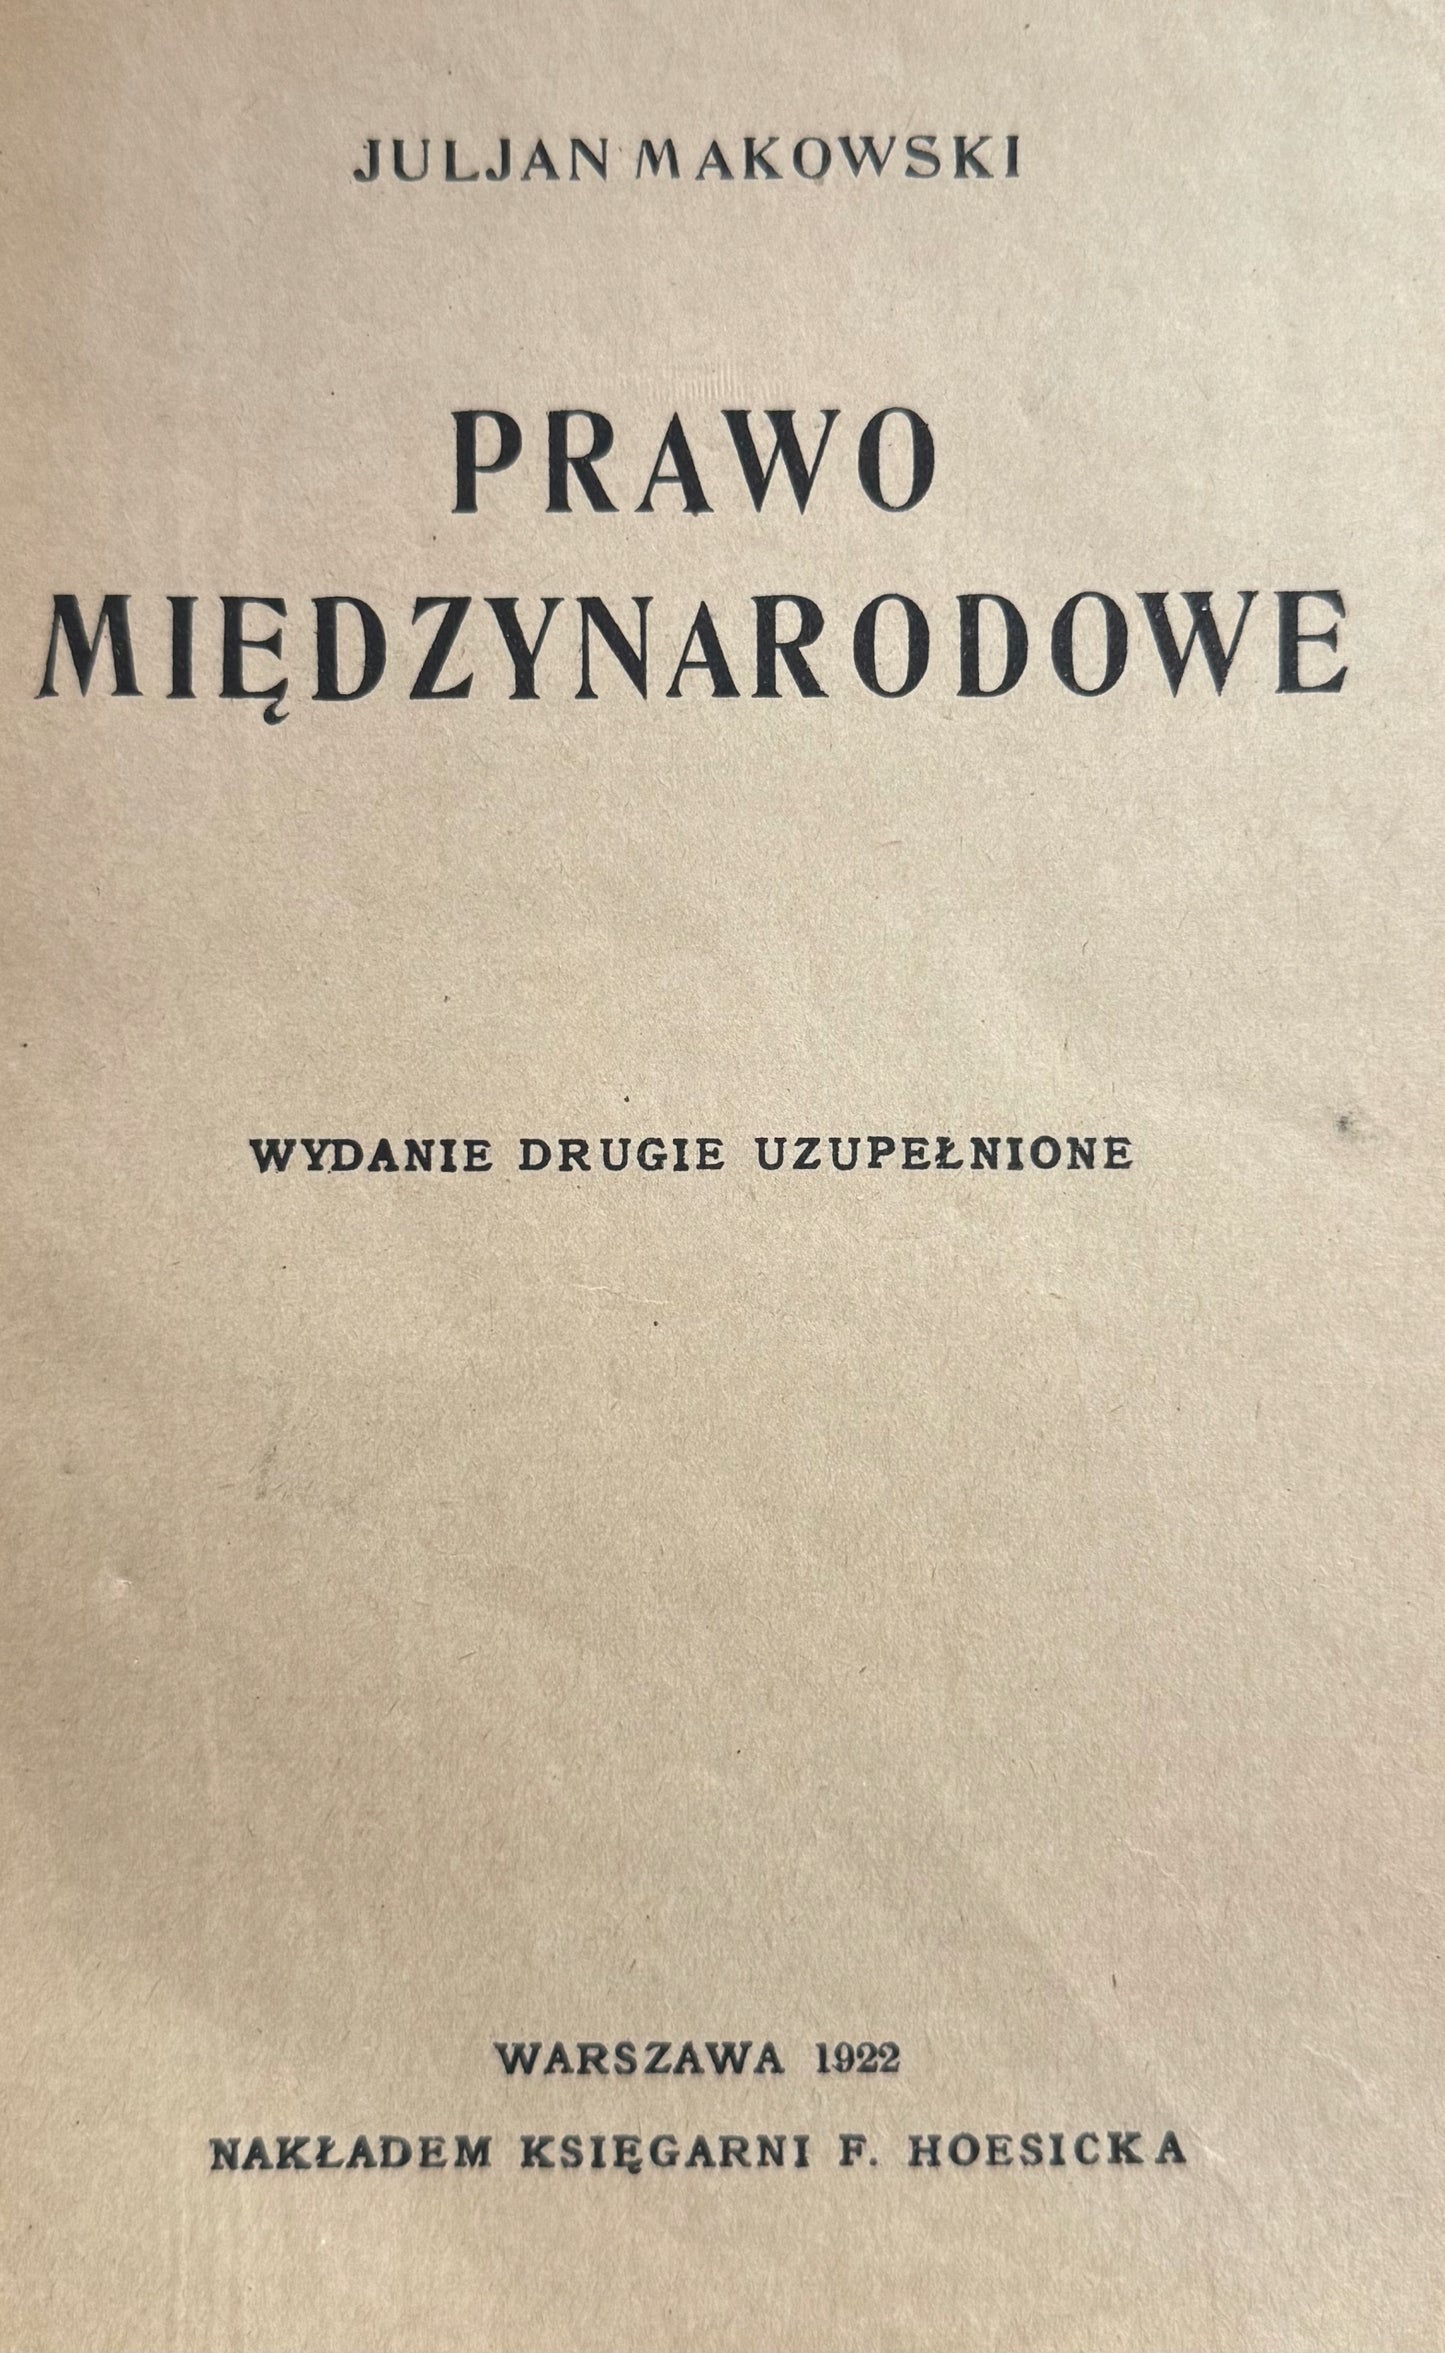 JULJAN MAKOWSKI
PRAWO
MIĘDZYNARODOWE
WYDANIE DRUGIE UZUPEŁNIONE
WARSZAWA 1922
NAKŁADEM KSIĘGARNI F. HOESICKA